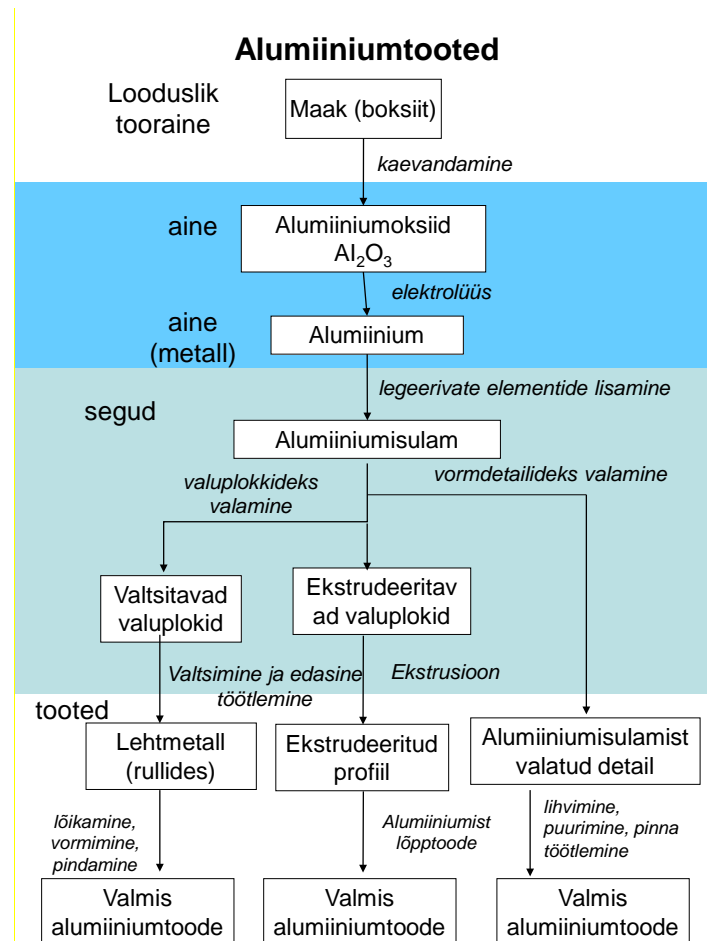 Alumiiniumtooted
Looduslik
tooraine
Maak (boksiit)
kaevandamine
aine
Alumiiniumoksiid
Al₂O₃
elektrolüüs
aine
(metall)
Alumiinium
legeerivate elementide lisamine
segud
Alumiiniumisulam
valuplokkideks
valamine
vormdetailideks valamine
Valtsitavad
valuplokid
Ekstrudeeritav
ad valuplokid
Valtsimine ja edasine
töötlemine
Ekstrusioon
tooted
Lehtmetall
(rullides)
Ekstrudeeritud
profiil
Alumiiniumisulamist
valatud detail
lõikamine,
vormimine,
pindamine
Alumiiniumist
lõpptoode
lihvimine,
puurimine, pinna
töötlemine
Valmis
alumiiniumtoode
Valmis
alumiiniumtoode
Valmis
alumiiniumtoode